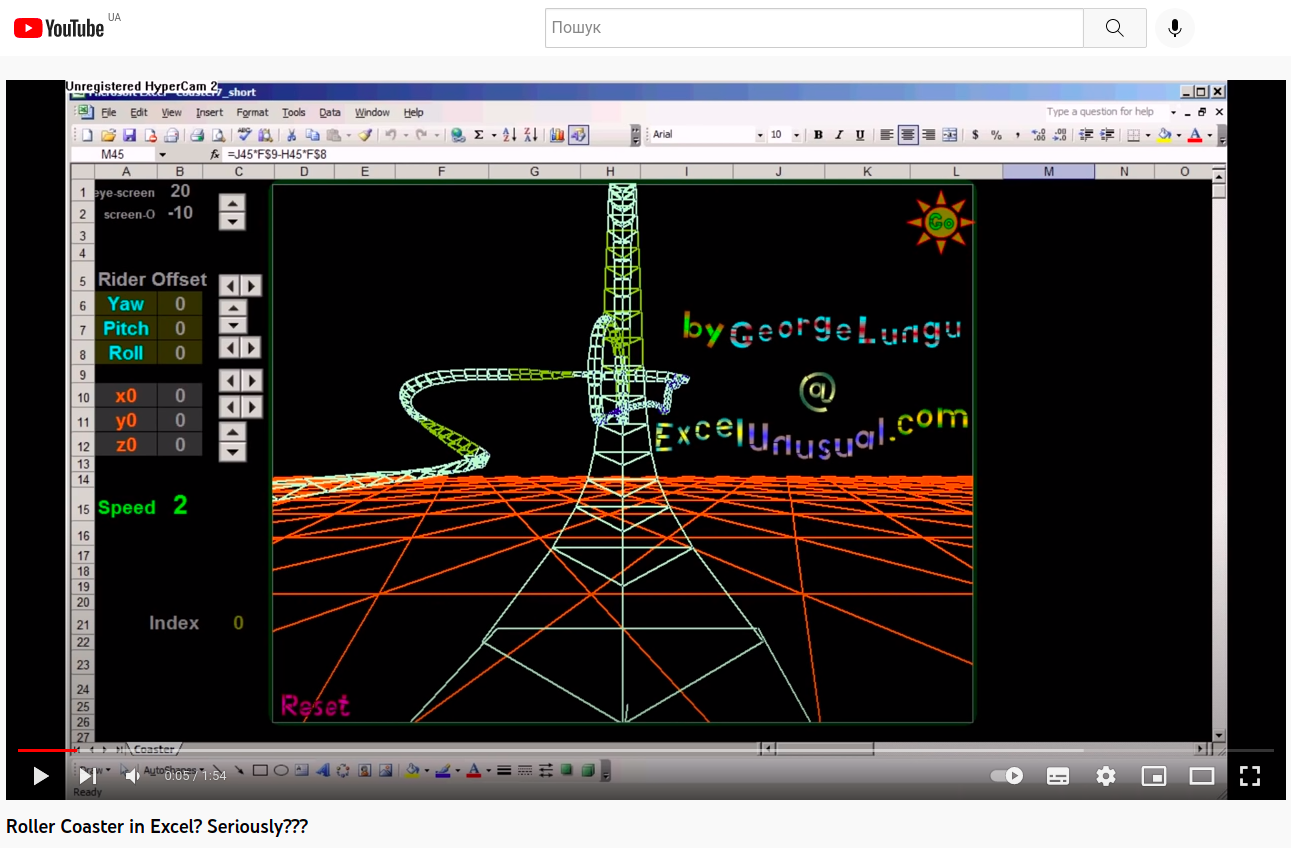 YouTube UA
Пошук
Unregistered HyperCam 2
Microsoft Excel - coaster7_short
File Edit View Insert Format Tools Data Window Help
Type a question for help
Arial 10 B I U $ % ,
M45 fx =J45*F$9-H45*F$8
A B C D E F G H I J K L M N O
1 eye-screen 20
2 screen-O -10
Go
3
4
5 Rider Offset
6 Yaw 0
7 Pitch 0
8 Roll 0
by George Lungu
@
ExcelUnusual.com
9
10 x0 0
11 y0 0
12 z0 0
13
14
15 Speed 2
16
17
18
19
20
21 Index 0
22
23
24
Reset
25
26
27
Coaster
Draw AutoShapes
0:05 / 1:54
Ready
Roller Coaster in Excel? Seriously???